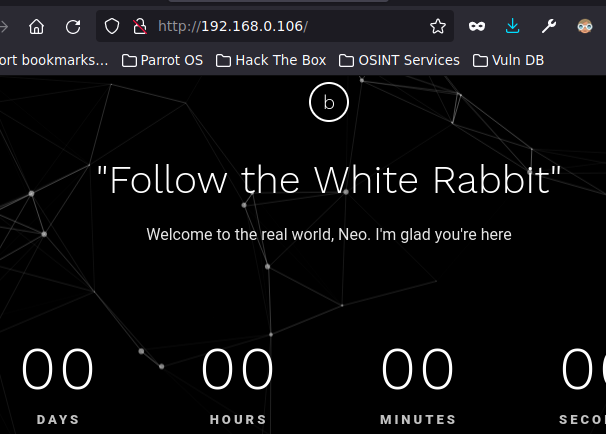 http://192.168.0.106/
ort bookmarks… Parrot OS Hack The Box OSINT Services Vuln DB
b
"Follow the White Rabbit"
Welcome to the real world, Neo. I'm glad you're here
00 00 00 0
DAYS HOURS MINUTES SECO